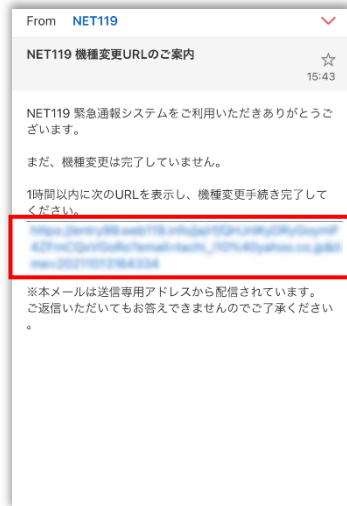 From NET119
NET119 機種変更URLのご案内
15:43
NET119 緊急通報システムをご利用いただきありがとうご
ざいます。
まだ、機種変更は完了していません。
1時間以内に次のURLを表示し、機種変更手続き完了して
ください。
※本メールは送信専用アドレスから配信されています。
ご返信いただいてもお答えできませんのでご了承ください
。